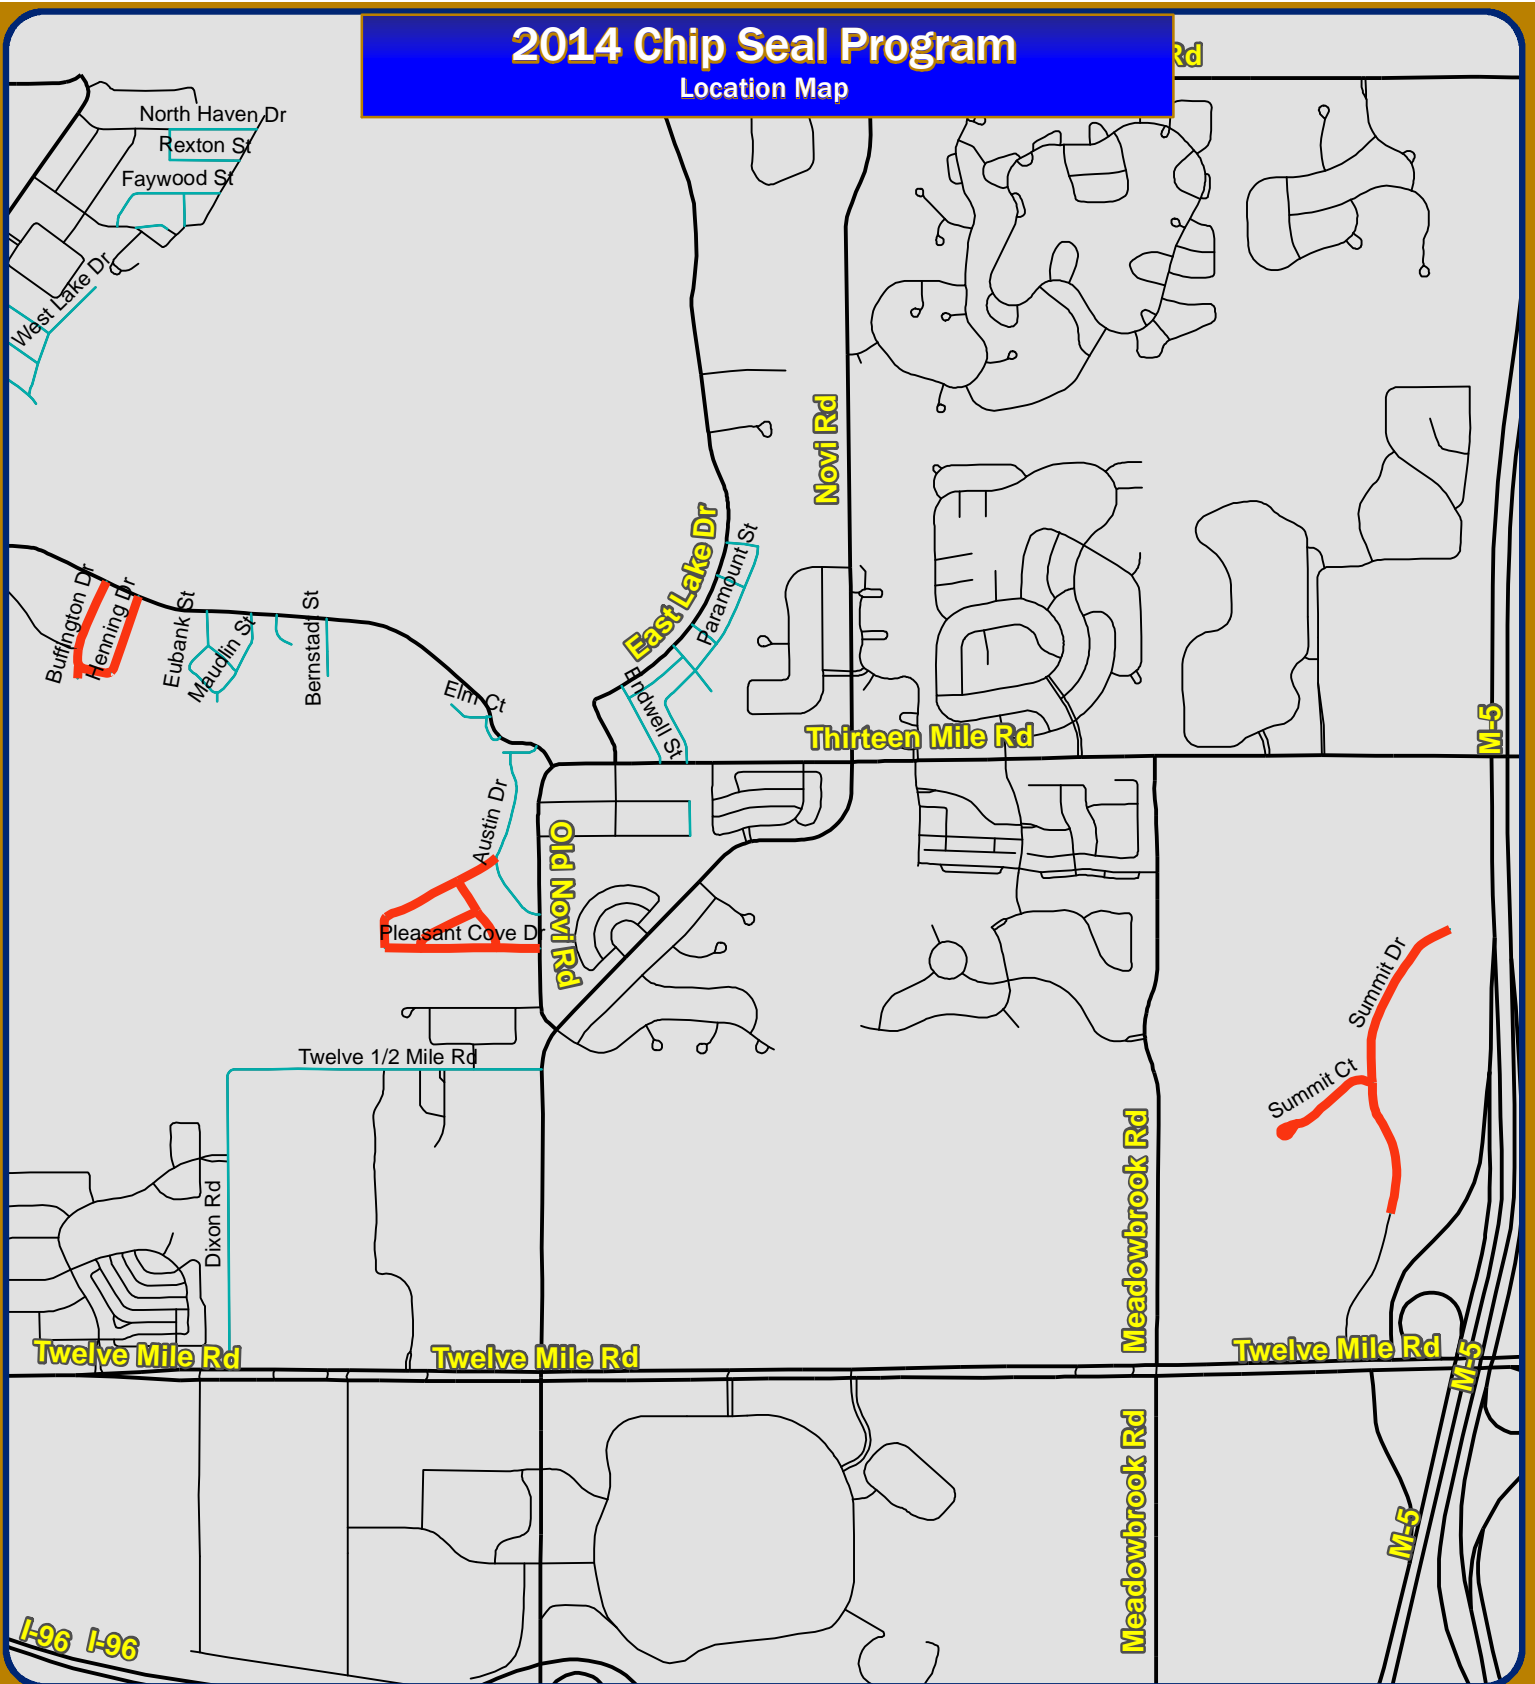 2014 Chip Seal Program
Location Map
Rd
North Haven Dr
Rexton St
Faywood St
West Lake Dr
Novi Rd
East Lake Dr
Paramount St
Buffington Dr
Henning Dr
Eubank St
Maudlin St
Bernstadt St
Elm Ct
Endwell St
Thirteen Mile Rd
M-5
Austin Dr
Old Novi Rd
Pleasant Cove Dr
Summit Dr
Summit Ct
Twelve 1/2 Mile Rd
Dixon Rd
Meadowbrook Rd
Twelve Mile Rd
Twelve Mile Rd
Twelve Mile Rd
M-5
Meadowbrook Rd
M-5
I-96
I-96